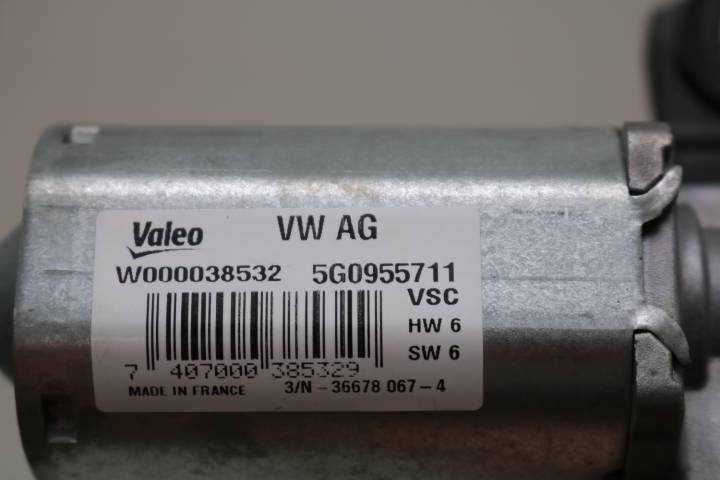 Valeo VW AG
W000038532 5G0955711
VSC
HW 6
SW 6
7 407000 385329
MADE IN FRANCE 3/N -36678 067-4